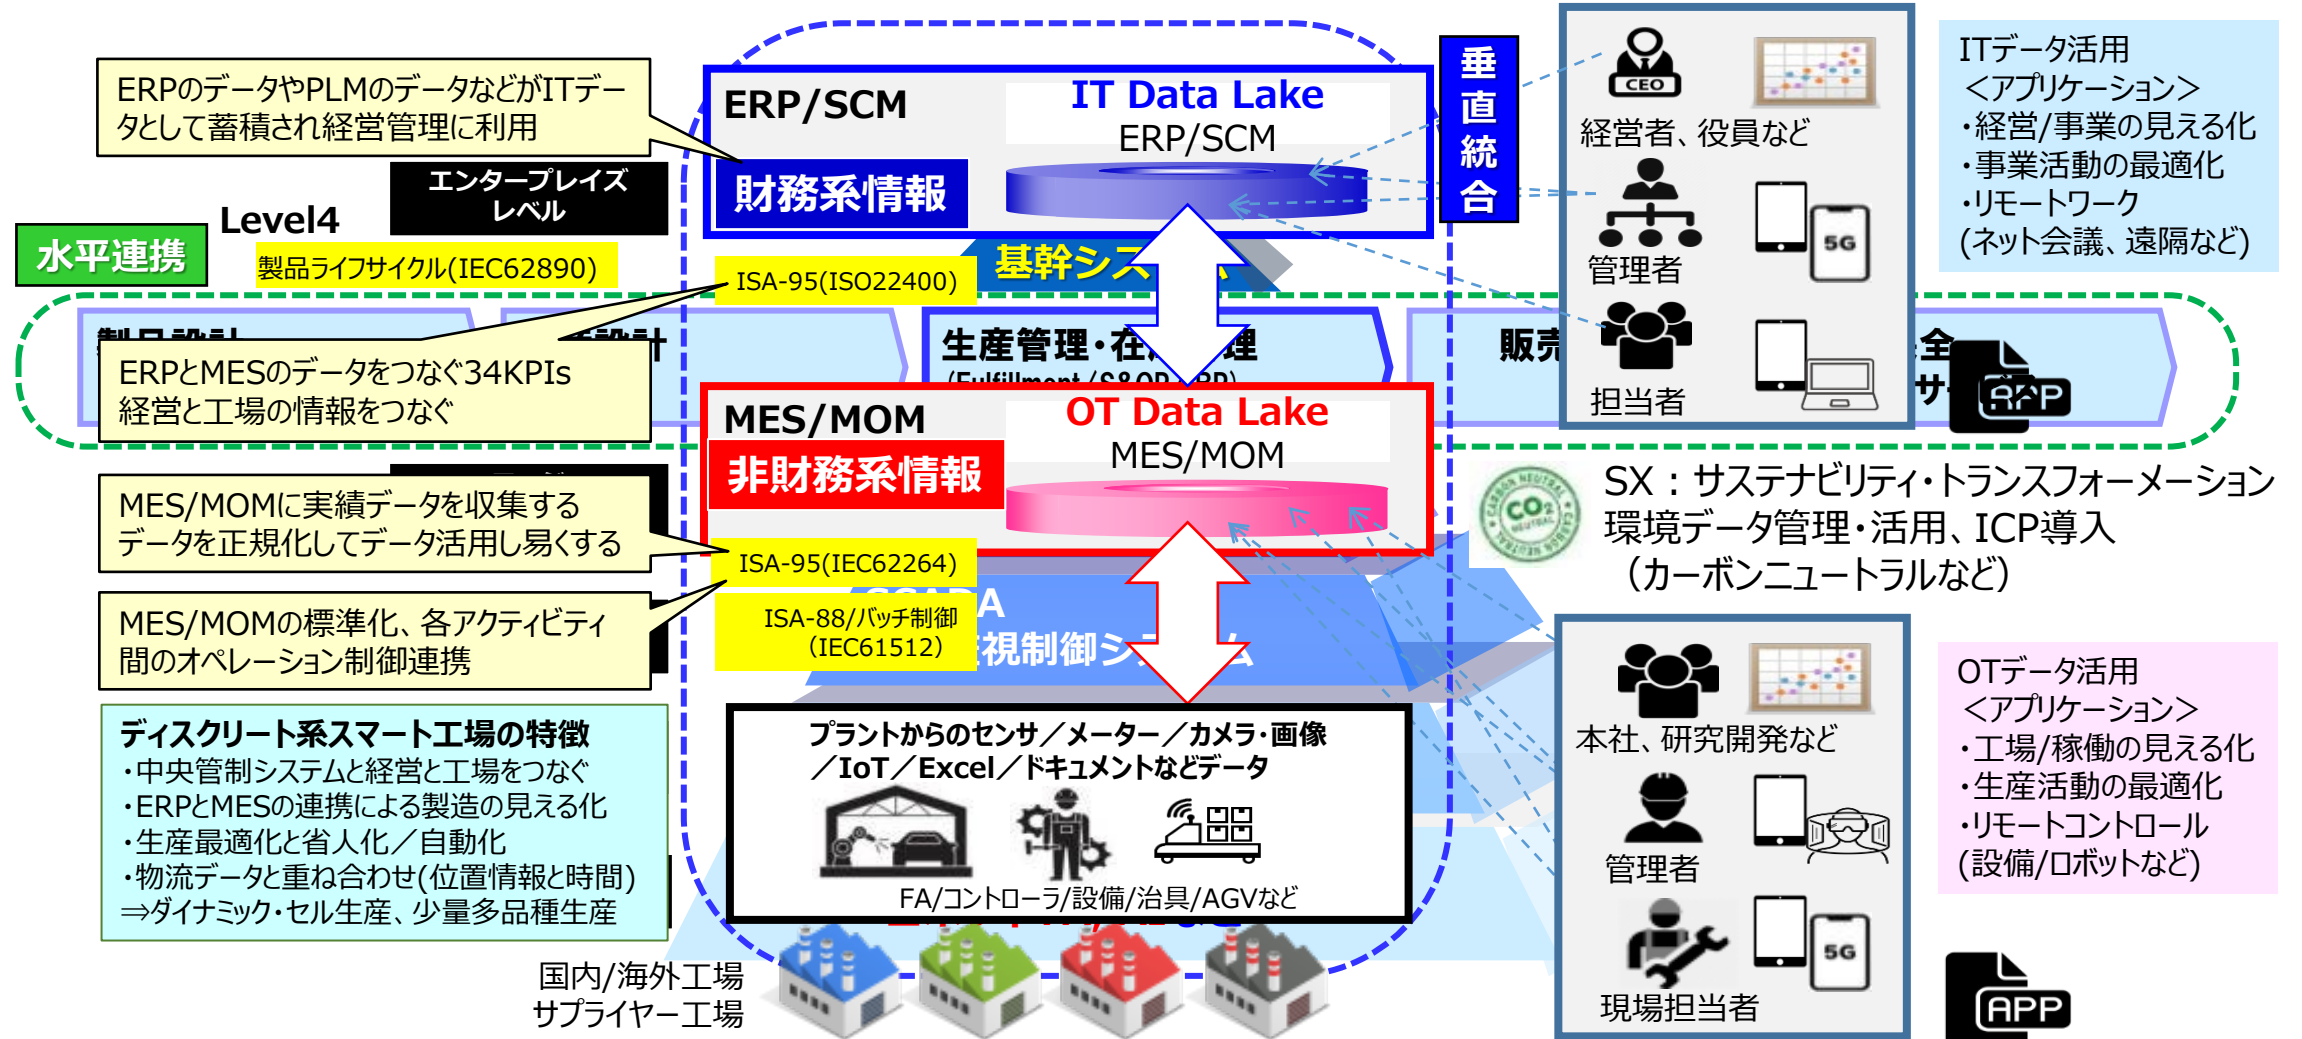 ERPのデータやPLMのデータなどがITデー
タとして蓄積され経営管理に利用
エンタープレイズ
レベル
Level4
水平連携
製品ライフサイクル(IEC62890)
ERP/SCM
IT Data Lake
ERP/SCM
財務系情報
垂直統合
基幹シス
ISA-95(ISO22400)
CEO
経営者、役員など
管理者
5G
担当者
ITデータ活用
＜アプリケーション＞
・経営/事業の見える化
・事業活動の最適化
・リモートワーク
(ネット会議、遠隔など)
生産管理・在
理
販売
全
サ
APP
ERPとMESのデータをつなぐ34KPIs
経営と工場の情報をつなぐ
MES/MOM
OT Data Lake
MES/MOM
非財務系情報
MES/MOMに実績データを収集する
データを正規化してデータ活用し易くする
ISA-95(IEC62264)
ISA-88/バッチ制御
（IEC61512）
視制御シ
ム
MES/MOMの標準化、各アクティビティ
間のオペレーション制御連携
CARBON NEUTRAL
CO2
NEUTRAL
SX：サステナビリティ・トランスフォーメーション
環境データ管理・活用、ICP導入
（カーボンニュートラルなど）
ディスクリート系スマート工場の特徴
・中央管制システムと経営と工場をつなぐ
・ERPとMESの連携による製造の見える化
・生産最適化と省人化／自動化
・物流データと重ね合わせ(位置情報と時間)
⇒ダイナミック・セル生産、少量多品種生産
プラントからのセンサ／メーター／カメラ・画像
／IoT／Excel／ドキュメントなどデータ
FA/コントローラ/設備/治具/AGVなど
国内/海外工場
サプライヤー工場
本社、研究開発など
管理者
5G
現場担当者
OTデータ活用
＜アプリケーション＞
・工場/稼働の見える化
・生産活動の最適化
・リモートコントロール
(設備/ロボットなど)
APP